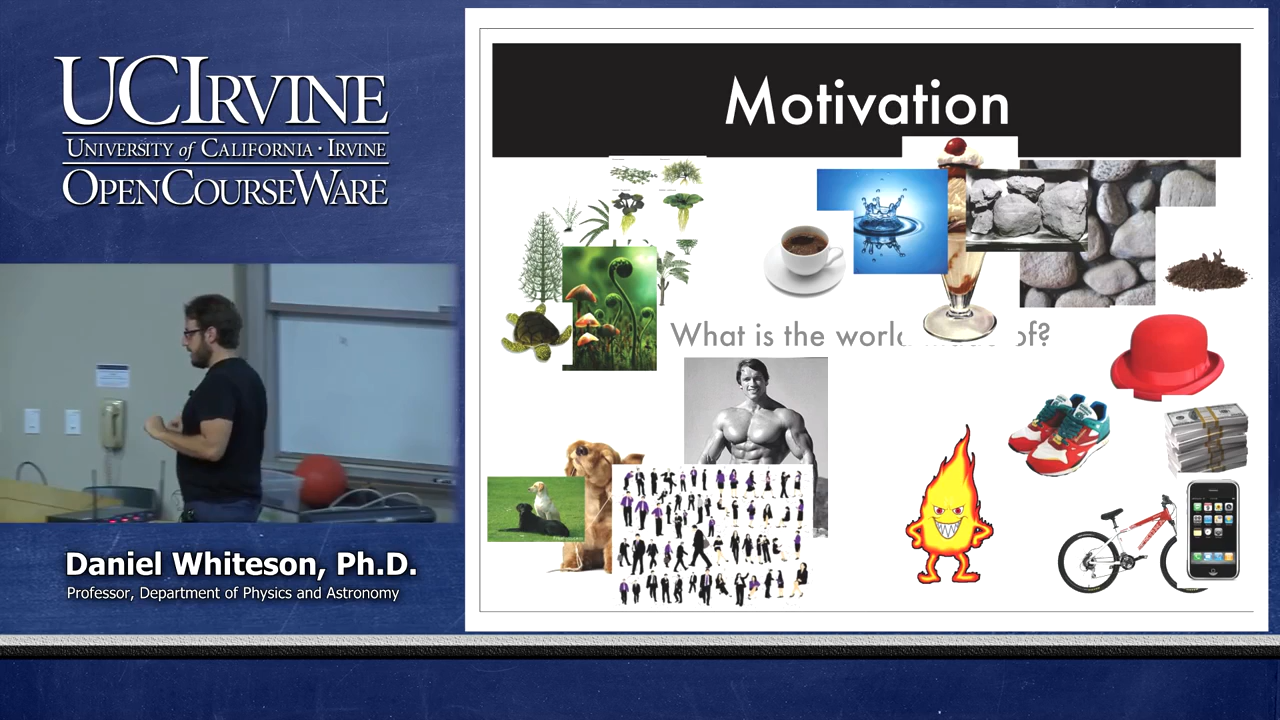 UCIRVINE
UNIVERSITY of CALIFORNIA · IRVINE
OPENCOURSEWARE
Motivation
What is the world of?
Daniel Whiteson, Ph.D.
Professor, Department of Physics and Astronomy